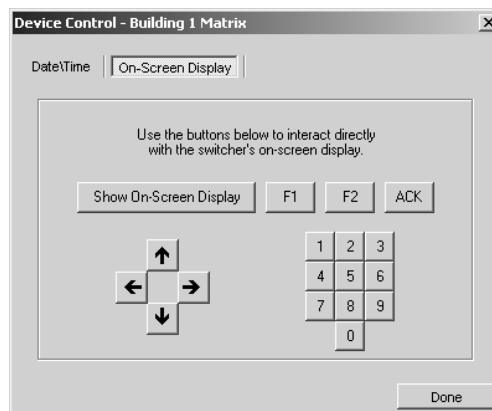 Device Control - Building 1 Matrix
Date\Time On-Screen Display
Use the buttons below to interact directly
with the switcher's on-screen display.
Show On-Screen Display F1 F2 ACK
1 2 3
4 5 6
7 8 9
0
Done